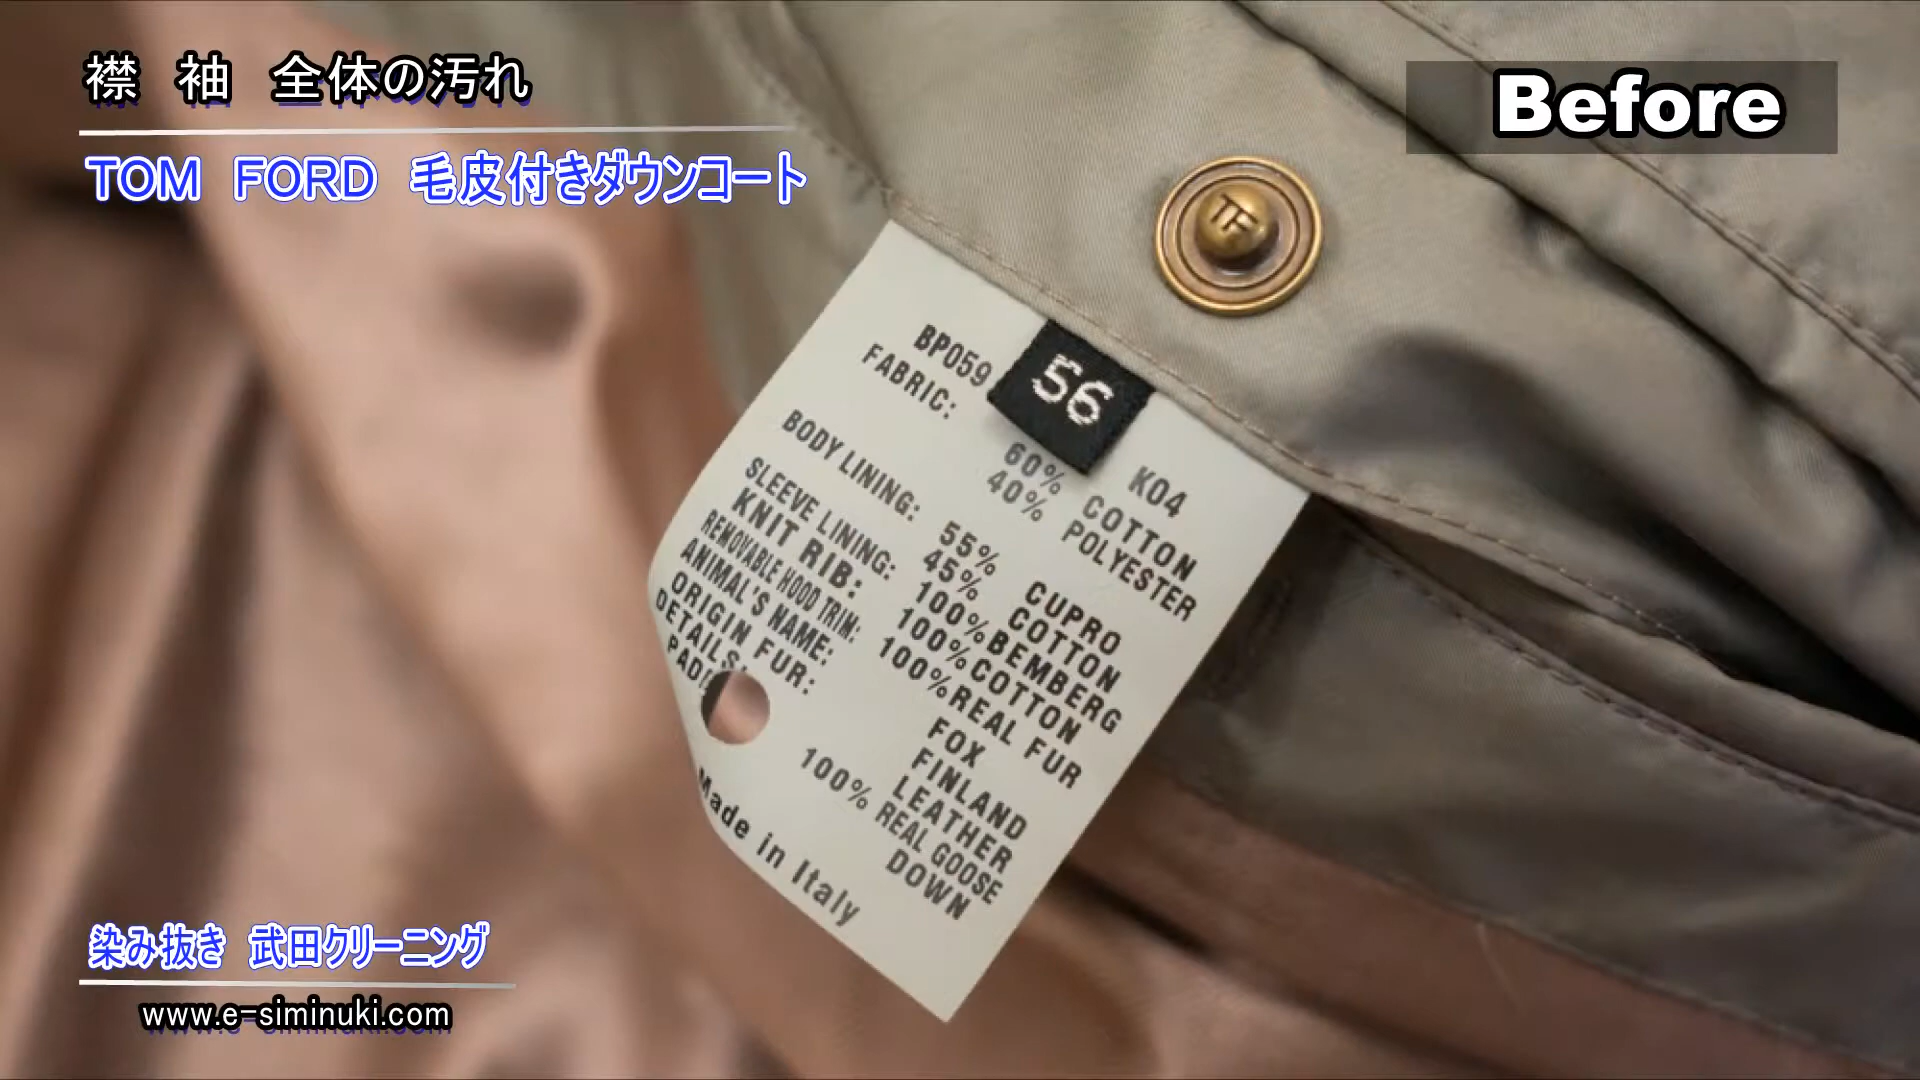 襟　袖　全体の汚れ
TOM　FORD　毛皮付きダウンコート
Before
TF
56
BP059 K04
FABRIC:
60% COTTON
40% POLYESTER
BODY LINING:
55% CUPRO
45% COTTON
SLEEVE LINING: 100% BEMBERG
KNIT RIB: 100% COTTON
REMOVABLE HOOD TRIM: 100% REAL FUR
ANIMAL'S NAME: FOX
ORIGIN FUR: FINLAND
DETAILS: LEATHER
100% REAL GOOSE
DOWN
Made in Italy
染み抜き　武田クリーニング
www.e-siminuki.com